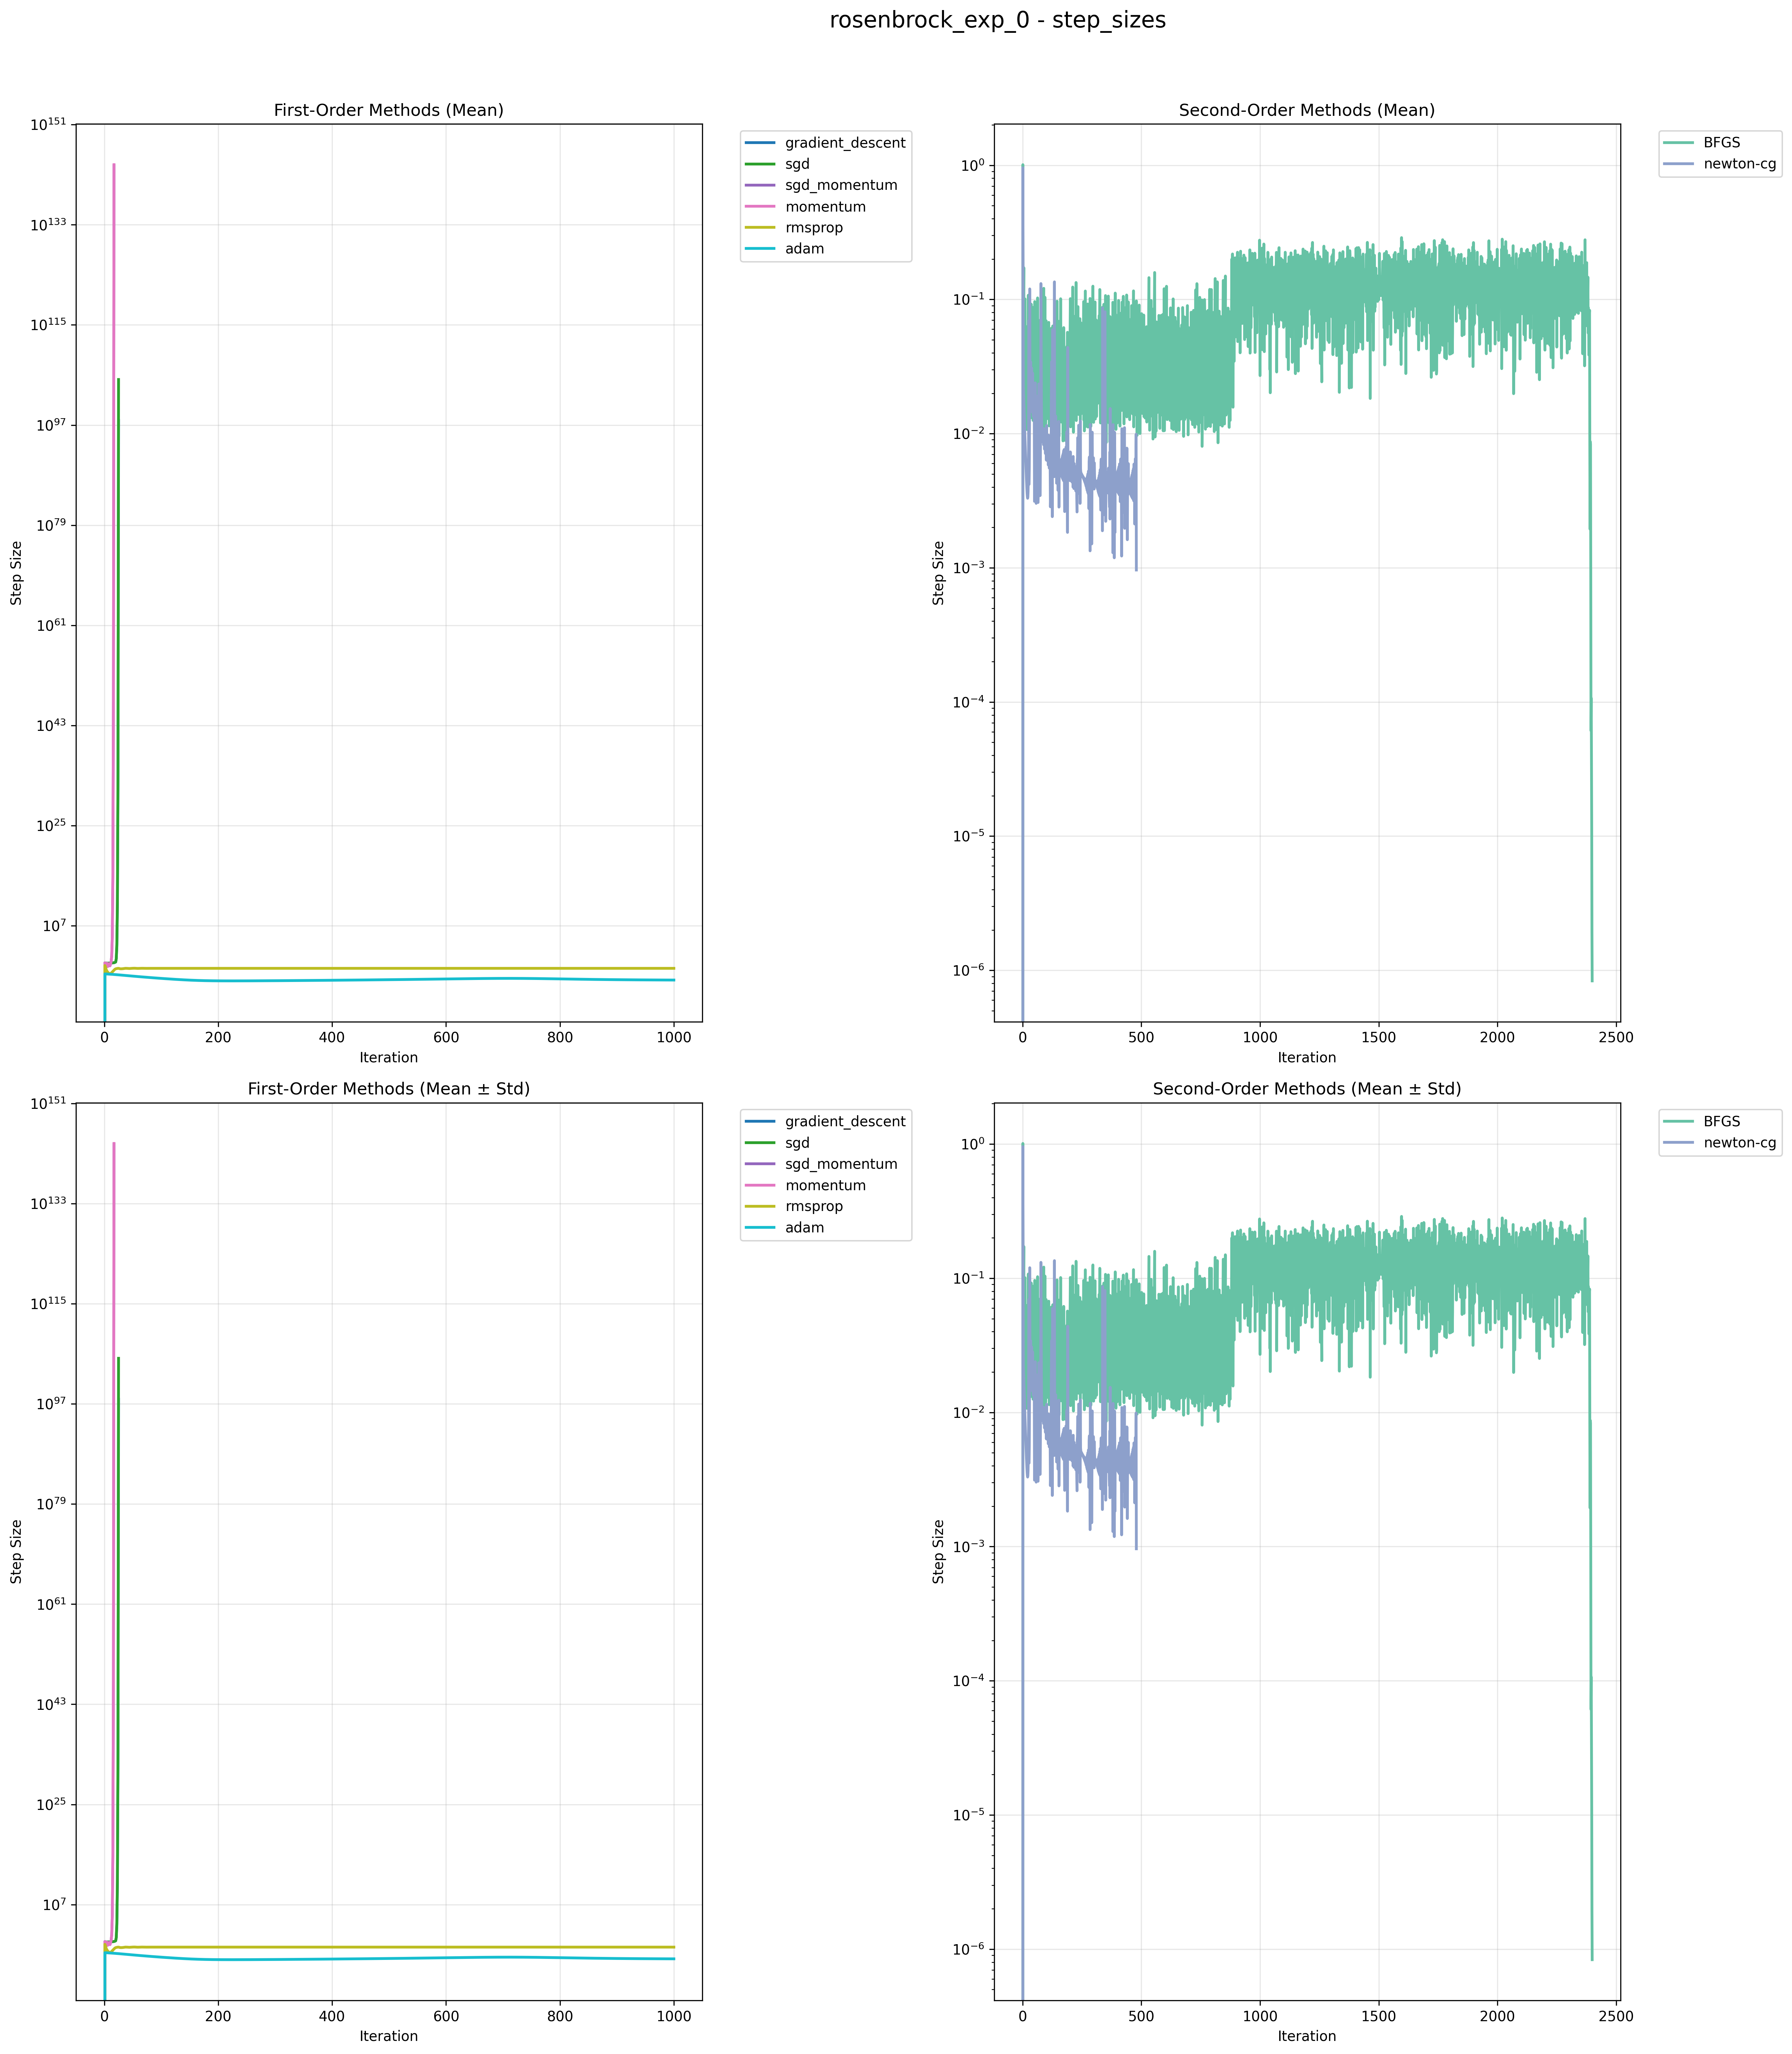 rosenbrock_exp_0 - step_sizes
First-Order Methods (Mean)
10^151
10^133
10^115
10^97
10^79
10^61
10^43
10^25
10^7
Step Size
0 200 400 600 800 1000
Iteration
gradient_descent
sgd
sgd_momentum
momentum
rmsprop
adam
Second-Order Methods (Mean)
10^0
10^−1
10^−2
10^−3
10^−4
10^−5
10^−6
Step Size
0 500 1000 1500 2000 2500
Iteration
BFGS
newton-cg
First-Order Methods (Mean ± Std)
10^151
10^133
10^115
10^97
10^79
10^61
10^43
10^25
10^7
Step Size
0 200 400 600 800 1000
Iteration
gradient_descent
sgd
sgd_momentum
momentum
rmsprop
adam
Second-Order Methods (Mean ± Std)
10^0
10^−1
10^−2
10^−3
10^−4
10^−5
10^−6
Step Size
0 500 1000 1500 2000 2500
Iteration
BFGS
newton-cg